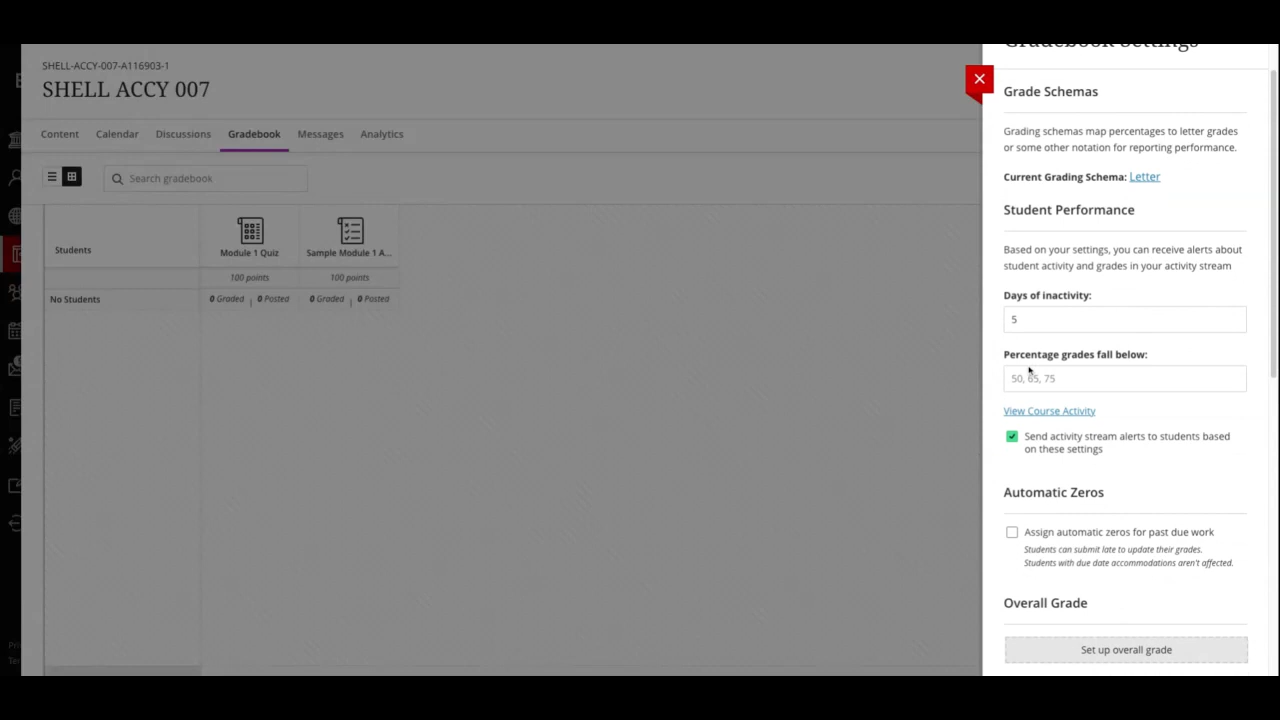 SHELL-ACCY-007-A116903-1
SHELL ACCY 007
Content Calendar Discussions Gradebook Messages Analytics
Search gradebook
Students
Module 1 Quiz
Sample Module 1 A...
100 points
100 points
No Students
0 Graded | 0 Posted
0 Graded | 0 Posted
Gradebook Settings
Grade Schemas
Grading schemas map percentages to letter grades
or some other notation for reporting performance.
Current Grading Schema: Letter
Student Performance
Based on your settings, you can receive alerts about
student activity and grades in your activity stream
Days of inactivity:
5
Percentage grades fall below:
50, 65, 75
View Course Activity
Send activity stream alerts to students based
on these settings
Automatic Zeros
Assign automatic zeros for past due work
Students can submit late to update their grades.
Students with due date accommodations aren't affected.
Overall Grade
Set up overall grade